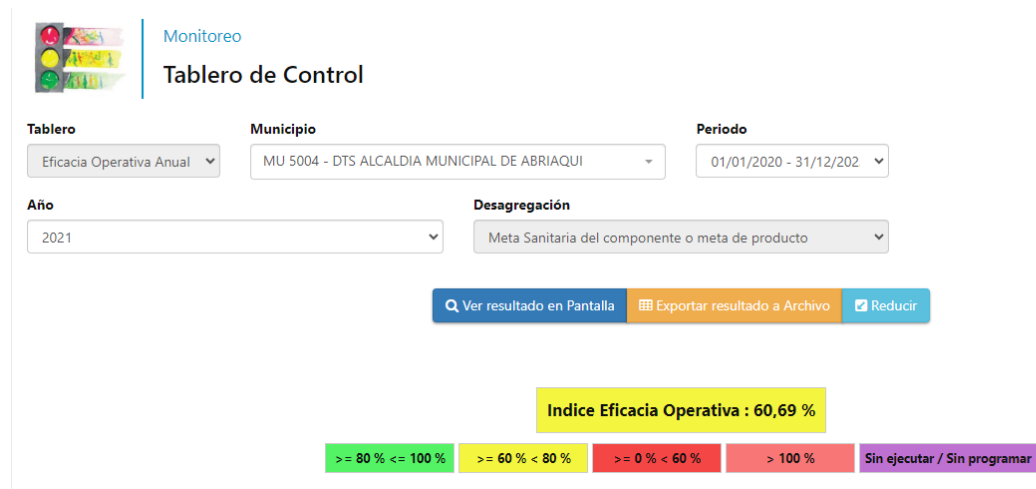 Monitoreo
Tablero de Control
Tablero Municipio Periodo
Eficacia Operativa Anual MU 5004 - DTS ALCALDIA MUNICIPAL DE ABRIAQUI 01/01/2020 - 31/12/202
Año Desagregación
2021 Meta Sanitaria del componente o meta de producto
Ver resultado en Pantalla Exportar resultado a Archivo Reducir
Indice Eficacia Operativa : 60,69 %
>= 80 % <= 100 % >= 60 % < 80 % >= 0 % < 60 % > 100 % Sin ejecutar / Sin programar